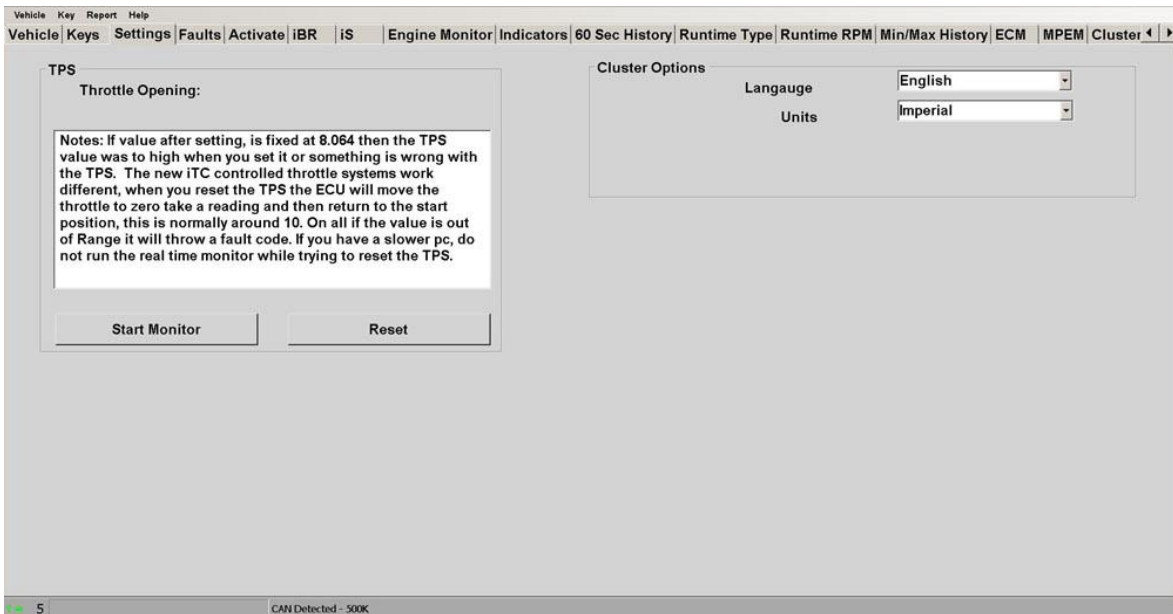 Vehicle Key Report Help
Vehicle Keys Settings Faults Activate iBR iS Engine Monitor Indicators 60 Sec History Runtime Type Runtime RPM Min/Max History ECM MPEM Cluster
TPS
Throttle Opening:
Notes: If value after setting, is fixed at 8.064 then the TPS
value was to high when you set it or something is wrong with
the TPS. The new iTC controlled throttle systems work
different, when you reset the TPS the ECU will move the
throttle to zero take a reading and then return to the start
position, this is normally around 10. On all if the value is out
of Range it will throw a fault code. If you have a slower pc, do
not run the real time monitor while trying to reset the TPS.
Start Monitor Reset
Cluster Options
Langauge English
Units Imperial
5 CAN Detected - 500K